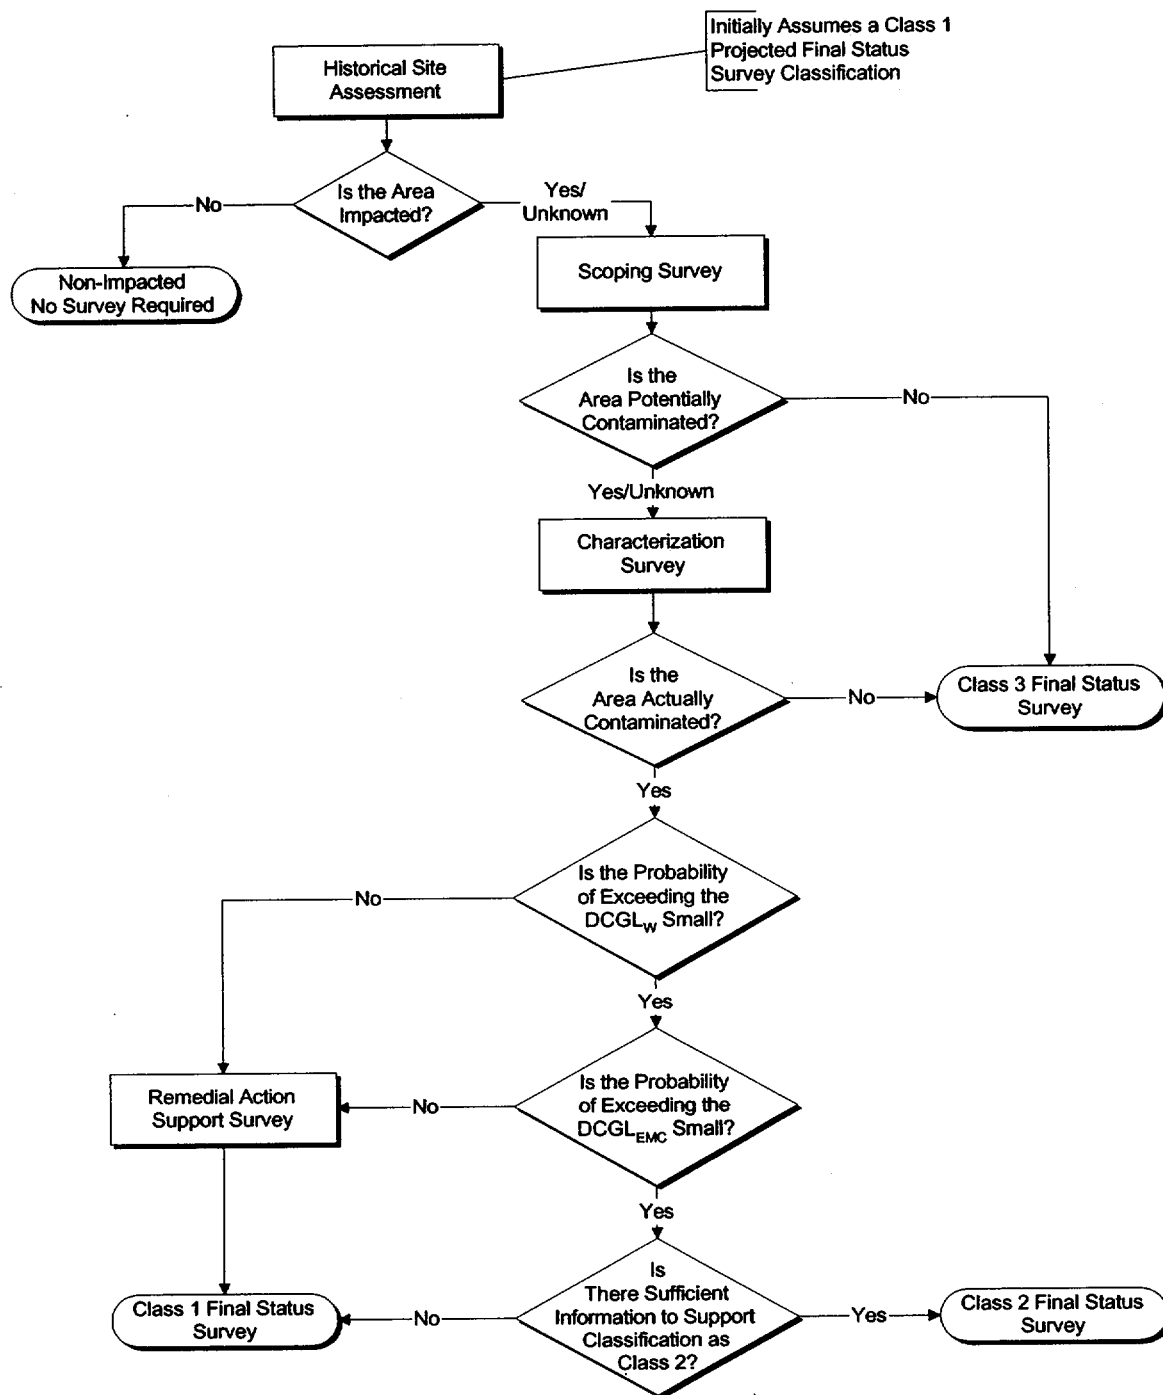 Initially Assumes a Class 1
Projected Final Status
Survey Classification
Historical Site
Assessment
Is the Area
Impacted?
No
Yes/
Unknown
Non-Impacted
No Survey Required
Scoping Survey
Is the
Area Potentially
Contaminated?
No
Yes/Unknown
Characterization
Survey
Is the
Area Actually
Contaminated?
No
Class 3 Final Status
Survey
Yes
Is the Probability
of Exceeding the
DCGLW Small?
No
Yes
Is the Probability
of Exceeding the
DCGLEMC Small?
No
Remedial Action
Support Survey
Yes
Is
There Sufficient
Information to Support
Classification as
Class 2?
No
Class 1 Final Status
Survey
Yes
Class 2 Final Status
Survey